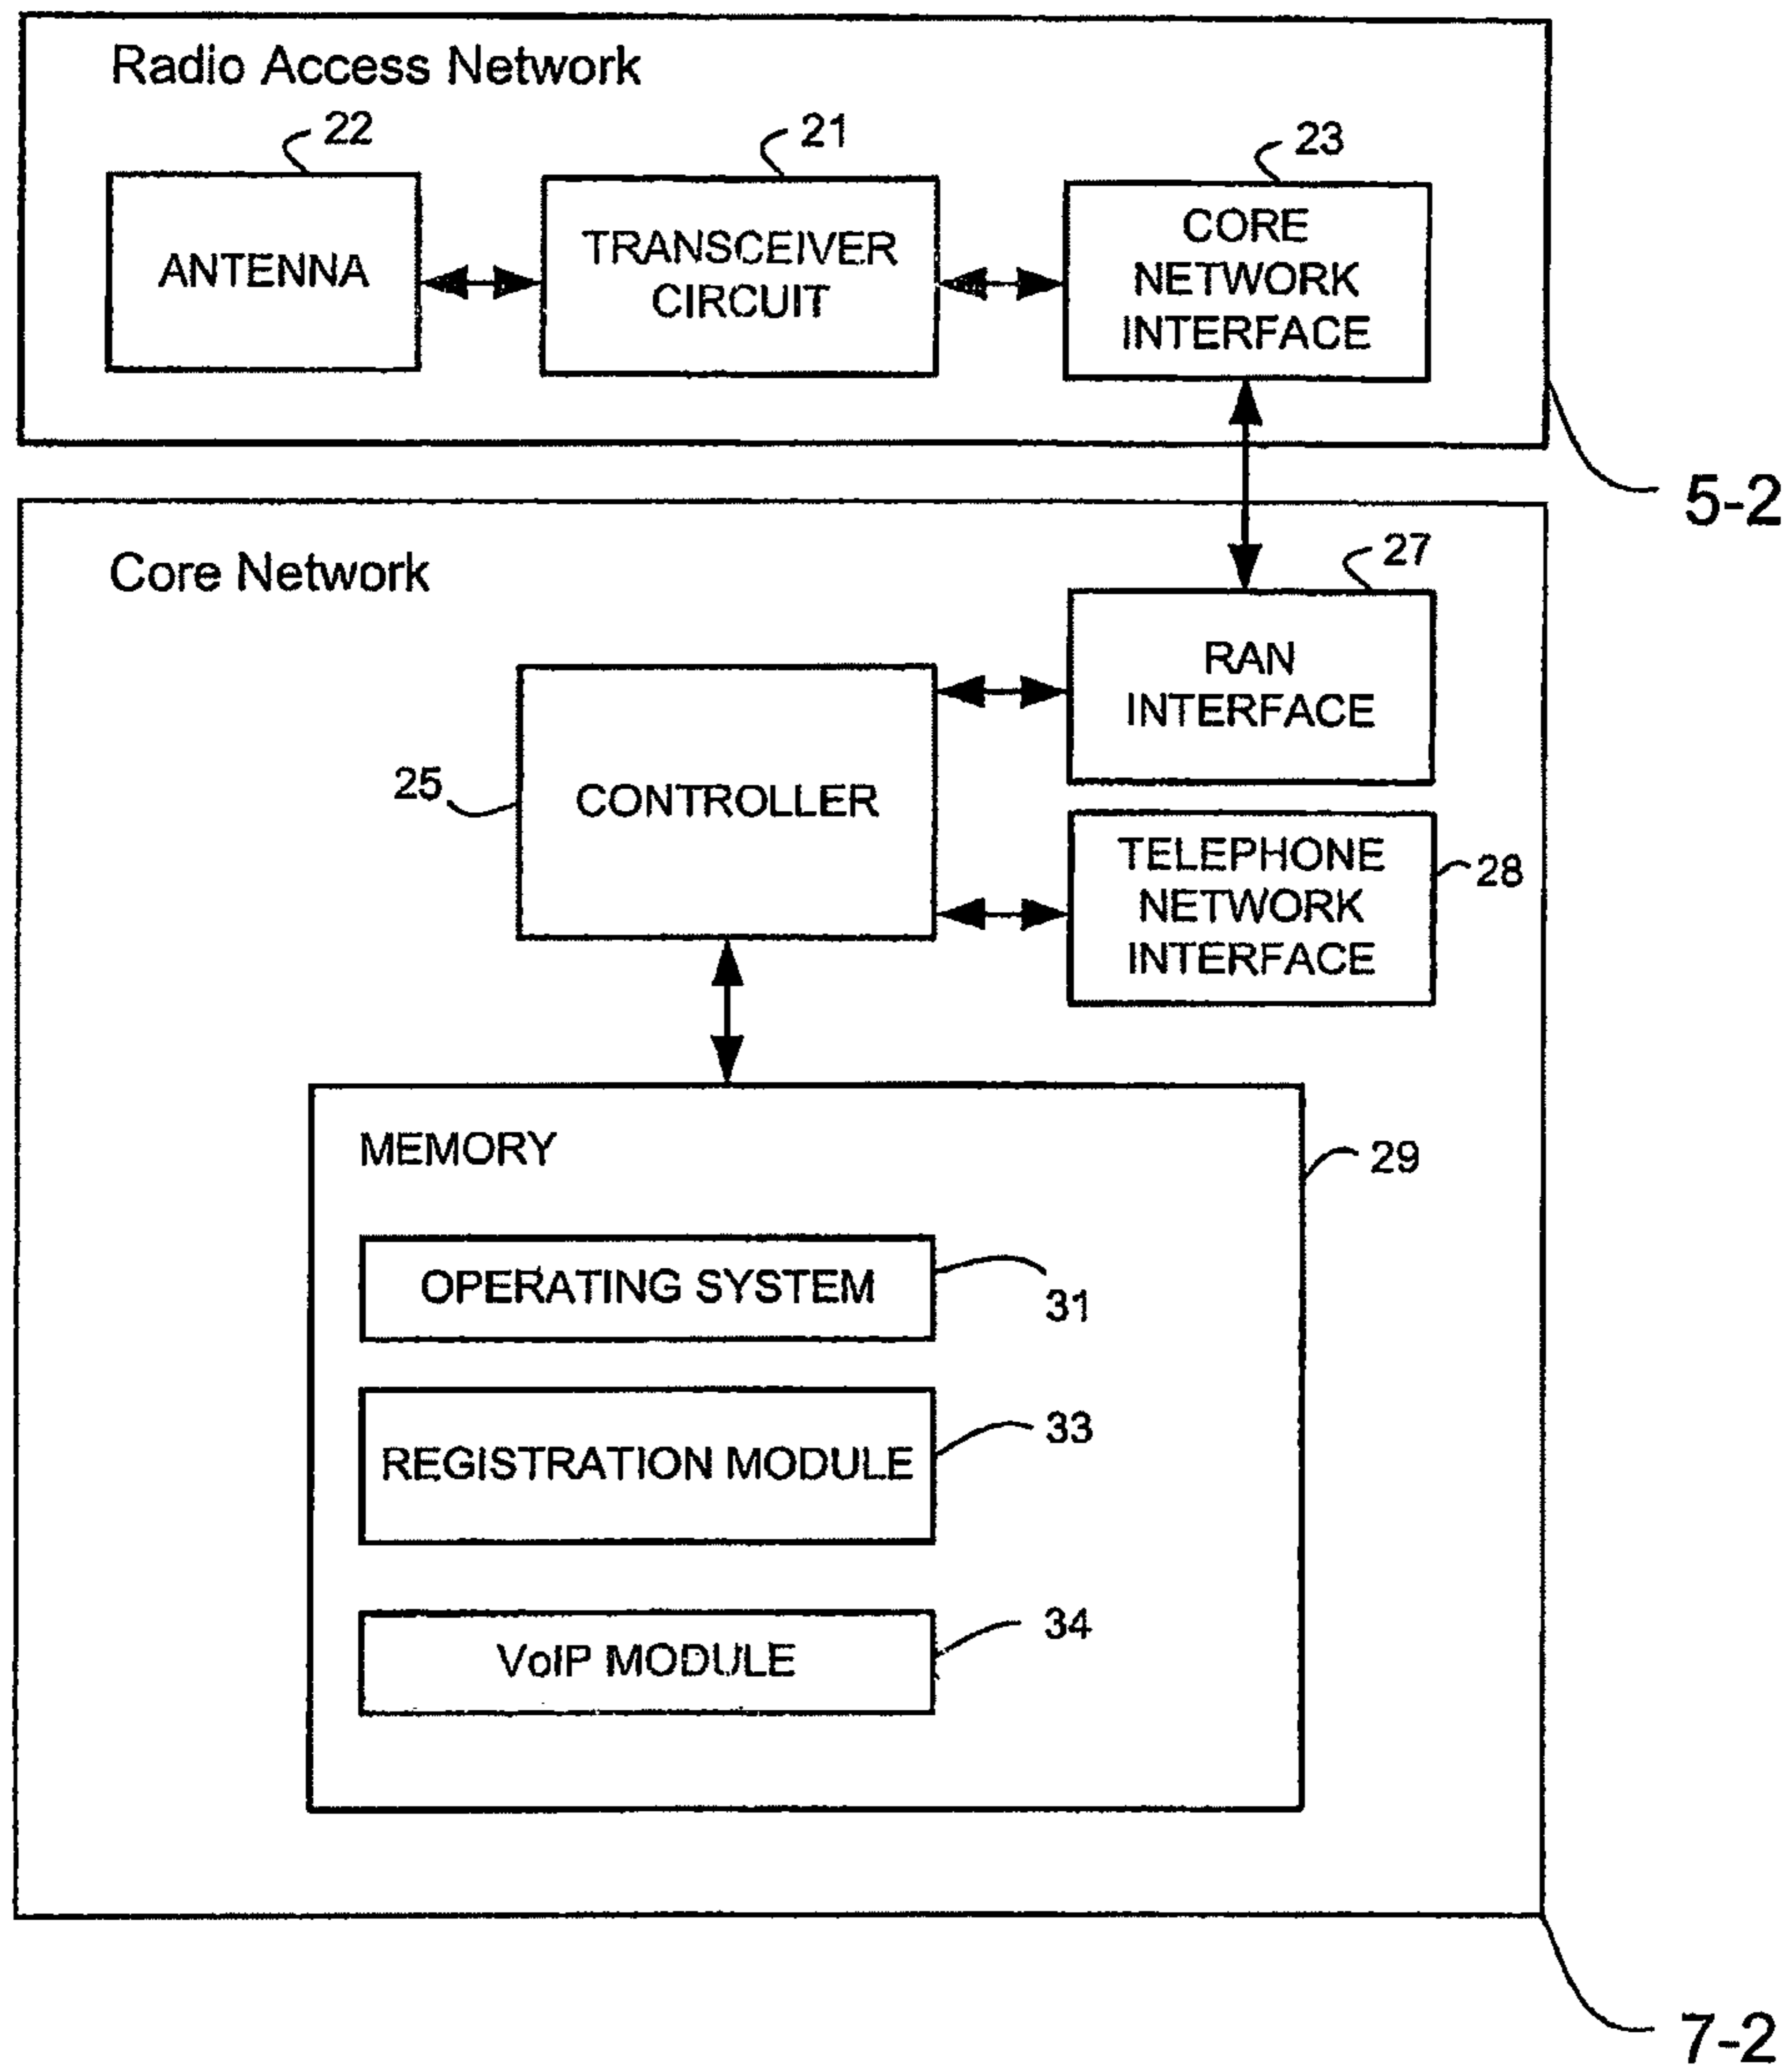 Radio Access Network
22
21
23
ANTENNA
TRANSCEIVER
CIRCUIT
CORE
NETWORK
INTERFACE
5-2
Core Network
27
RAN
INTERFACE
25
CONTROLLER
TELEPHONE
NETWORK
INTERFACE
28
MEMORY
29
OPERATING SYSTEM
31
REGISTRATION MODULE
33
VoIP MODULE
34
7-2